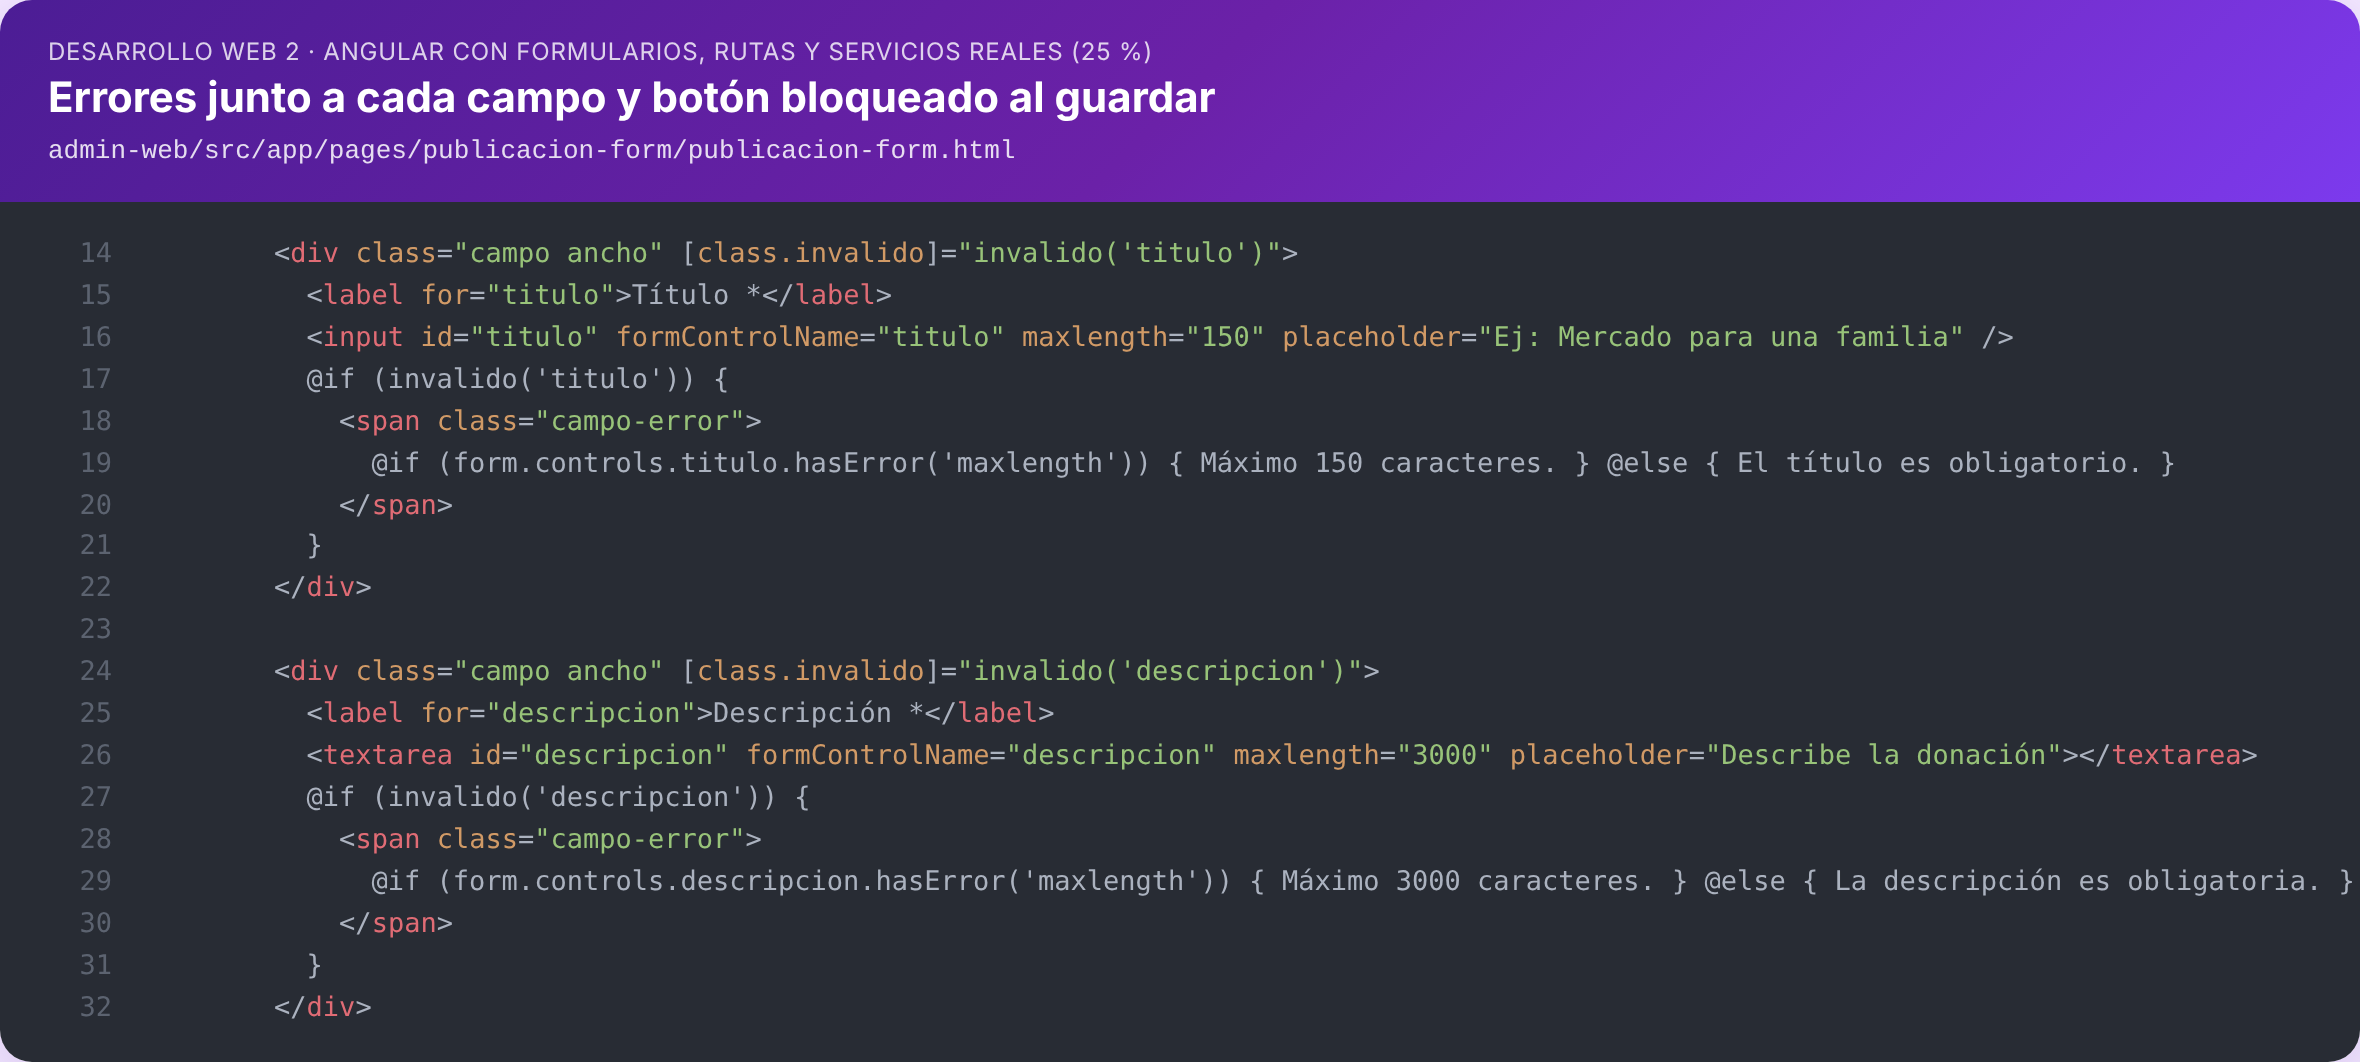 DESARROLLO WEB 2 · ANGULAR CON FORMULARIOS, RUTAS Y SERVICIOS REALES (25 %)
Errores junto a cada campo y botón bloqueado al guardar
admin-web/src/app/pages/publicacion-form/publicacion-form.html
14 <div class="campo ancho" [class.invalido]="invalido('titulo')">
15 <label for="titulo">Título *</label>
16 <input id="titulo" formControlName="titulo" maxlength="150" placeholder="Ej: Mercado para una familia" />
17 @if (invalido('titulo')) {
18 <span class="campo-error">
19 @if (form.controls.titulo.hasError('maxlength')) { Máximo 150 caracteres. } @else { El título es obligatorio. }
20 </span>
21 }
22 </div>
23
24 <div class="campo ancho" [class.invalido]="invalido('descripcion')">
25 <label for="descripcion">Descripción *</label>
26 <textarea id="descripcion" formControlName="descripcion" maxlength="3000" placeholder="Describe la donación"></textarea>
27 @if (invalido('descripcion')) {
28 <span class="campo-error">
29 @if (form.controls.descripcion.hasError('maxlength')) { Máximo 3000 caracteres. } @else { La descripción es obligatoria. }
30 </span>
31 }
32 </div>